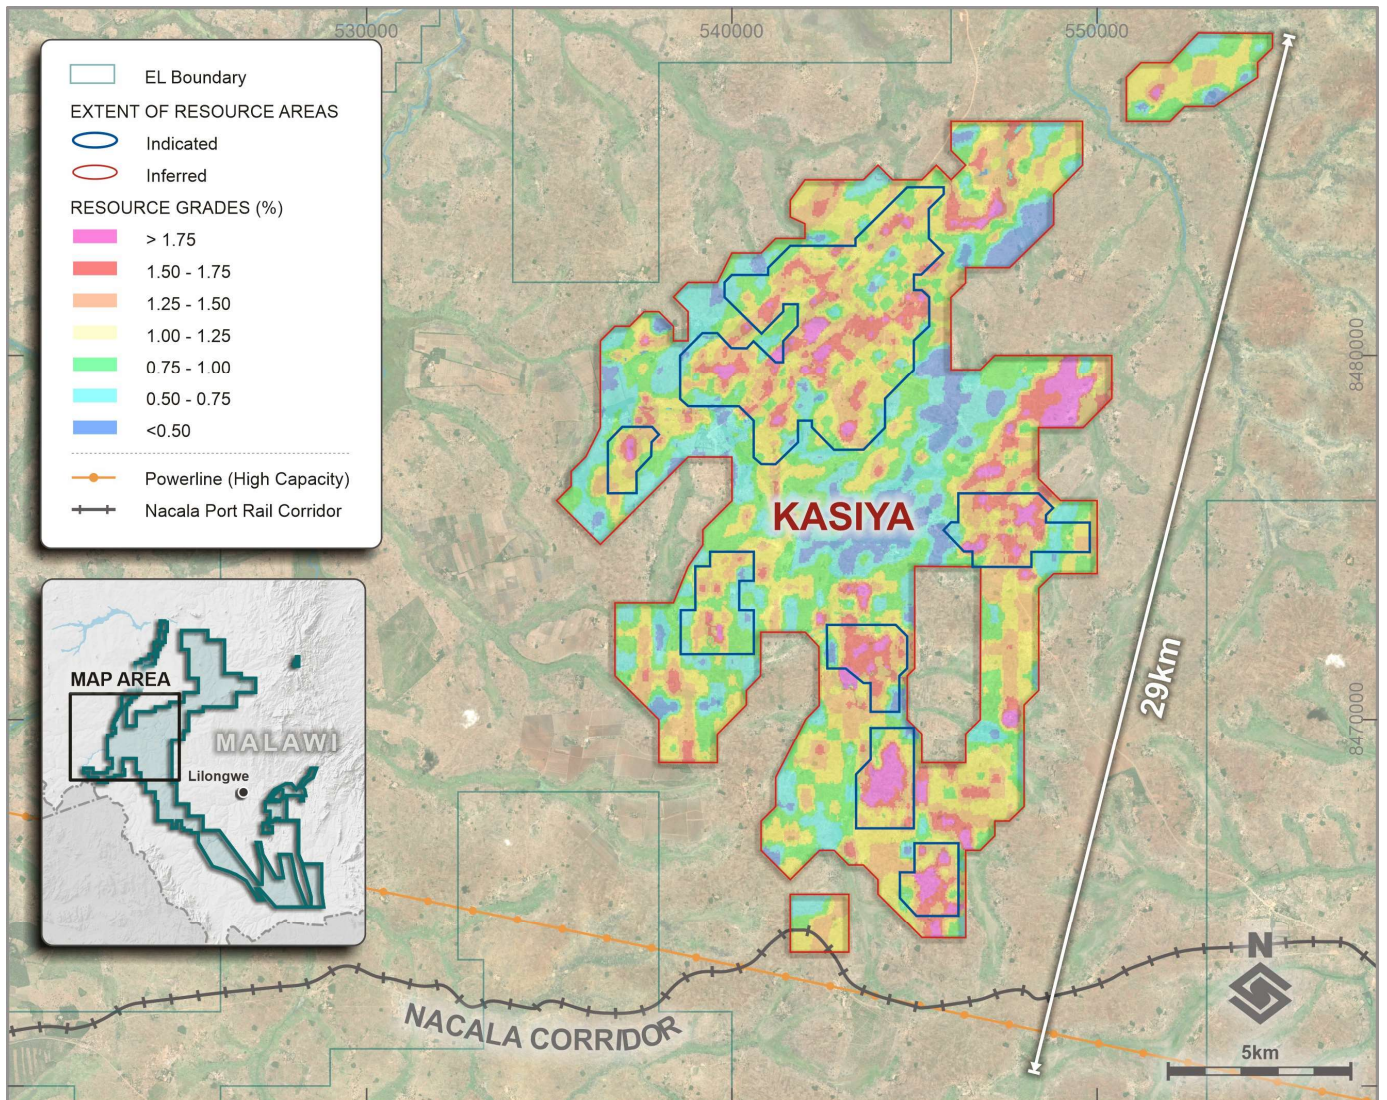 530000
540000
550000
EL Boundary
EXTENT OF RESOURCE AREAS
Indicated
Inferred
RESOURCE GRADES (%)
> 1.75
1.50 - 1.75
1.25 - 1.50
1.00 - 1.25
0.75 - 1.00
0.50 - 0.75
<0.50
Powerline (High Capacity)
Nacala Port Rail Corridor
8480000
KASIYA
29km
8470000
MAP AREA
MALAWI
Lilongwe
NACALA CORRIDOR
N
5km